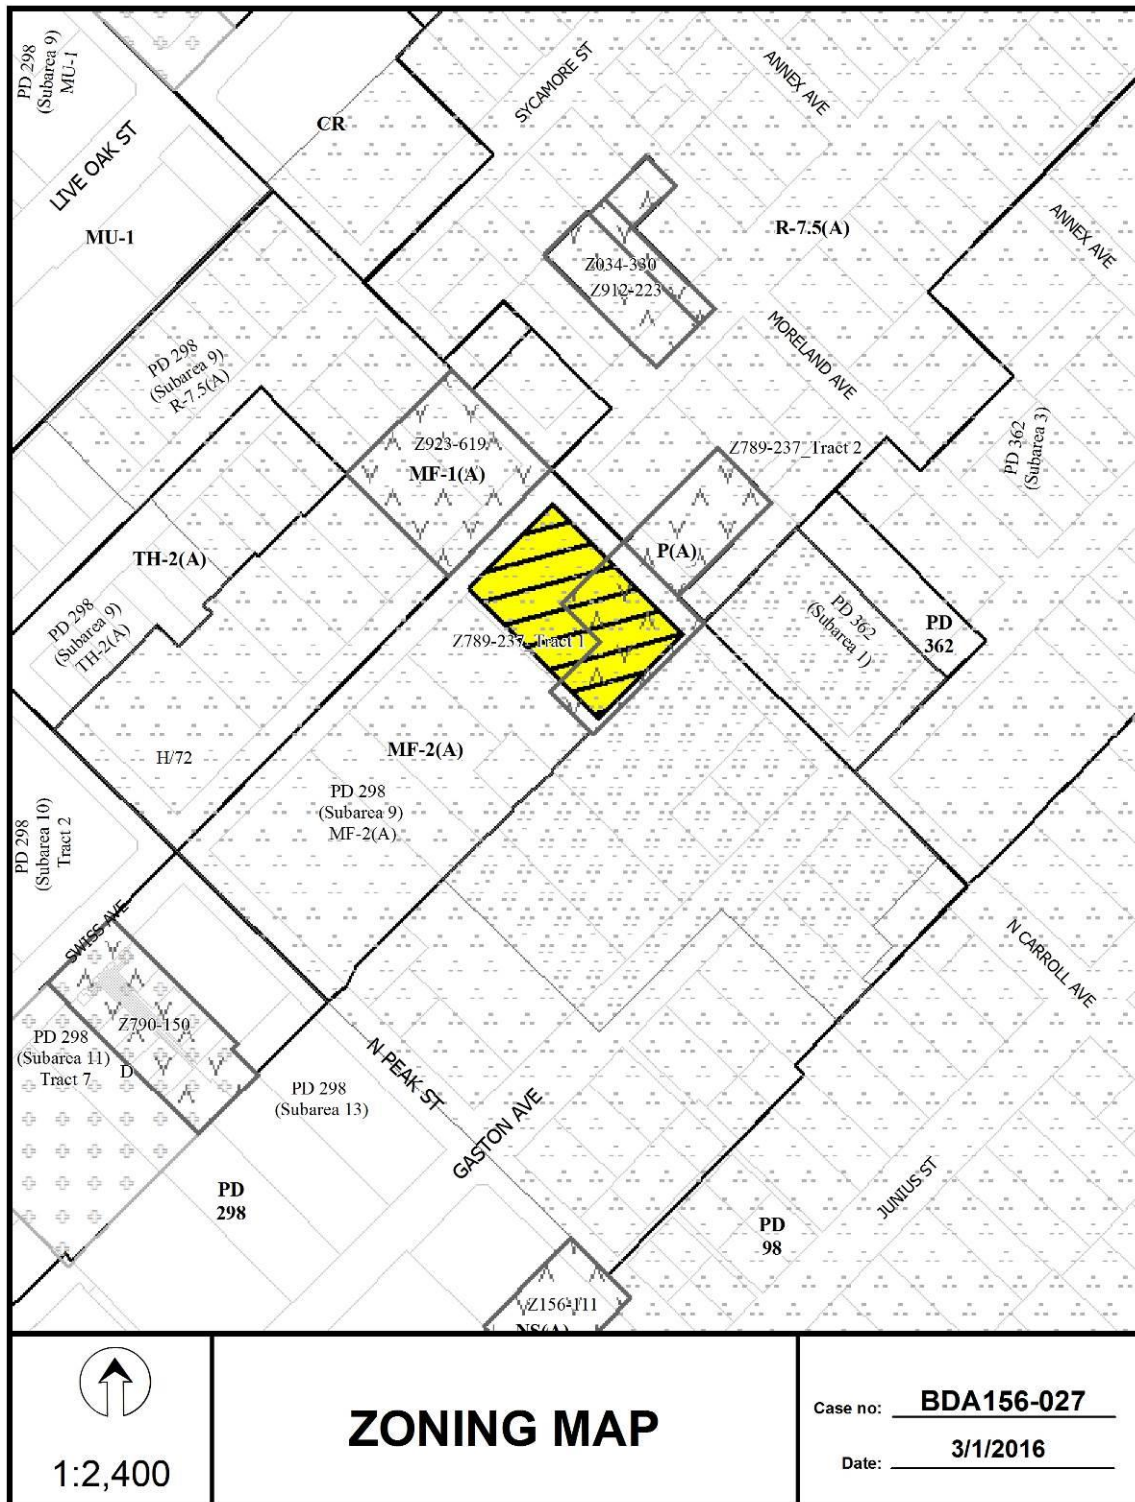 PD 298
(Subarea 9)
MU-1
LIVE OAK ST
MU-1
CR
SYCAMORE ST
ANNEX AVE
R-7.5(A)
ANNEX AVE
Z034-330
Z912-223
MORELAND AVE
PD 298
(Subarea 9)
R-7.5(A)
Z923-619
MF-1(A)
Z789-237_Tract 2
PD 362
(Subarea 3)
TH-2(A)
P(A)
PD 298
(Subarea 9)
TH-2(A)
Z789-237_Tract 1
PD 362
(Subarea 1)
PD
362
H/72
MF-2(A)
PD 298
(Subarea 9)
MF-2(A)
PD 298
(Subarea 10)
Tract 2
SWISS AVE
N CARROLL AVE
Z790-150
PD 298
(Subarea 11)
Tract 7
D
PD 298
(Subarea 13)
N PEAK ST
GASTON AVE
JUNIUS ST
PD
298
PD
98
Z156-111
NS(A)
1:2,400
ZONING MAP
Case no: BDA156-027
Date: 3/1/2016